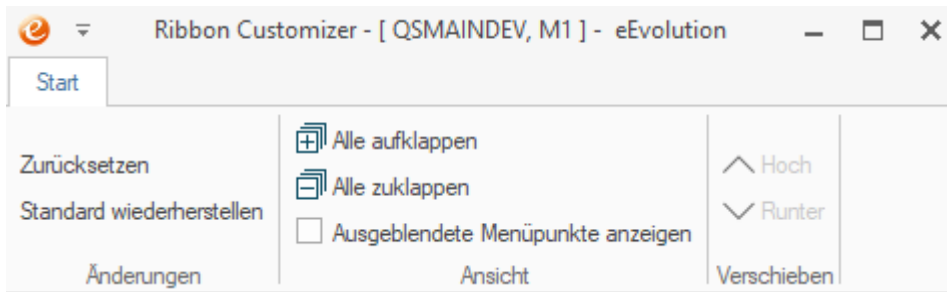 Ribbon Customizer - [ QSMAINDEV, M1 ] - eEvolution
Start
Zurücksetzen
Standard wiederherstellen
Änderungen
Alle aufklappen
Alle zuklappen
Ausgeblendete Menüpunkte anzeigen
Ansicht
Hoch
Runter
Verschieben